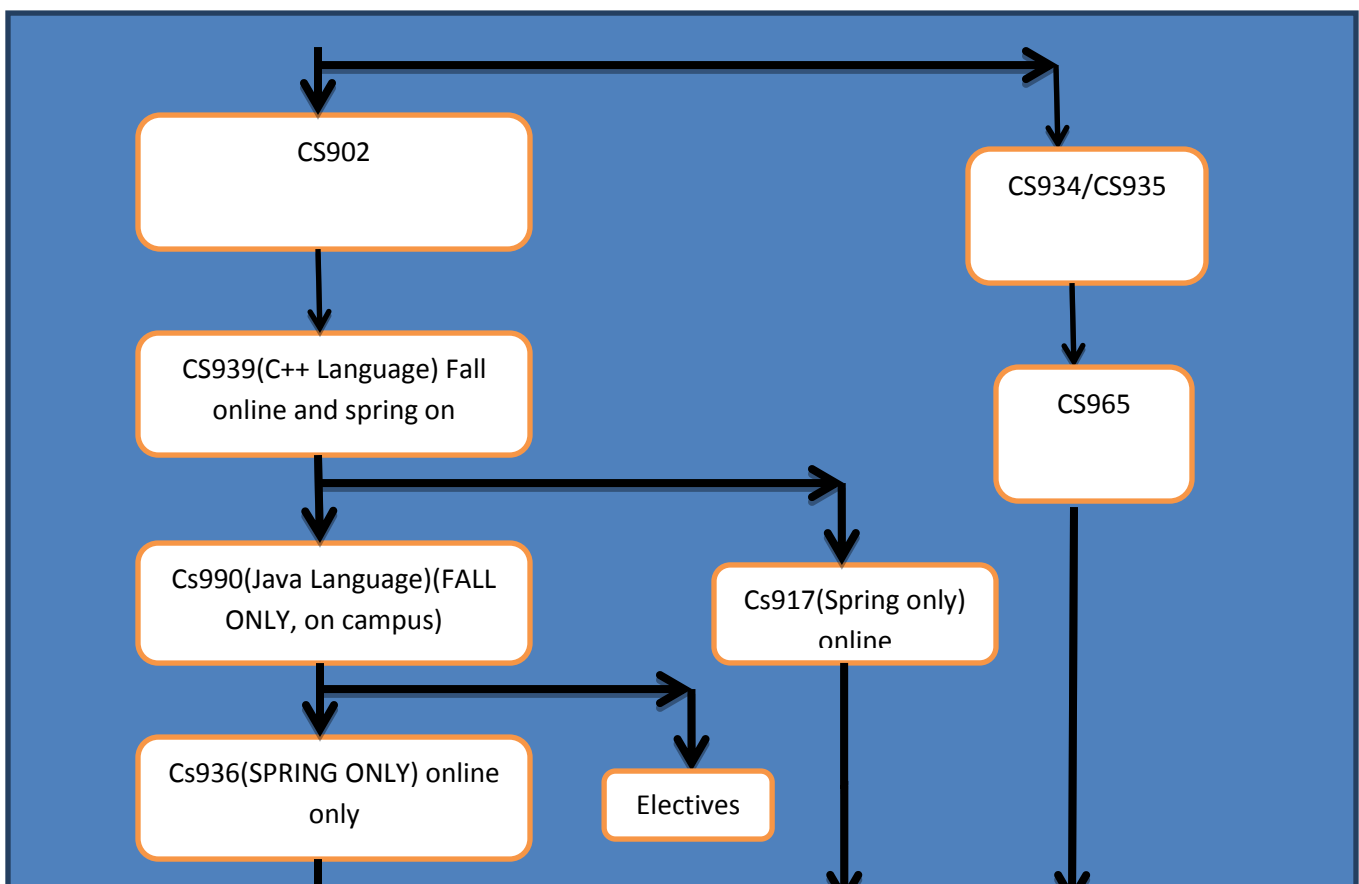 CS902
CS934/CS935
CS939(C++ Language) Fall
online and spring on
CS965
Cs990(Java Language)(FALL
ONLY, on campus)
Cs917(Spring only)
online
Cs936(SPRING ONLY) online
only
Electives